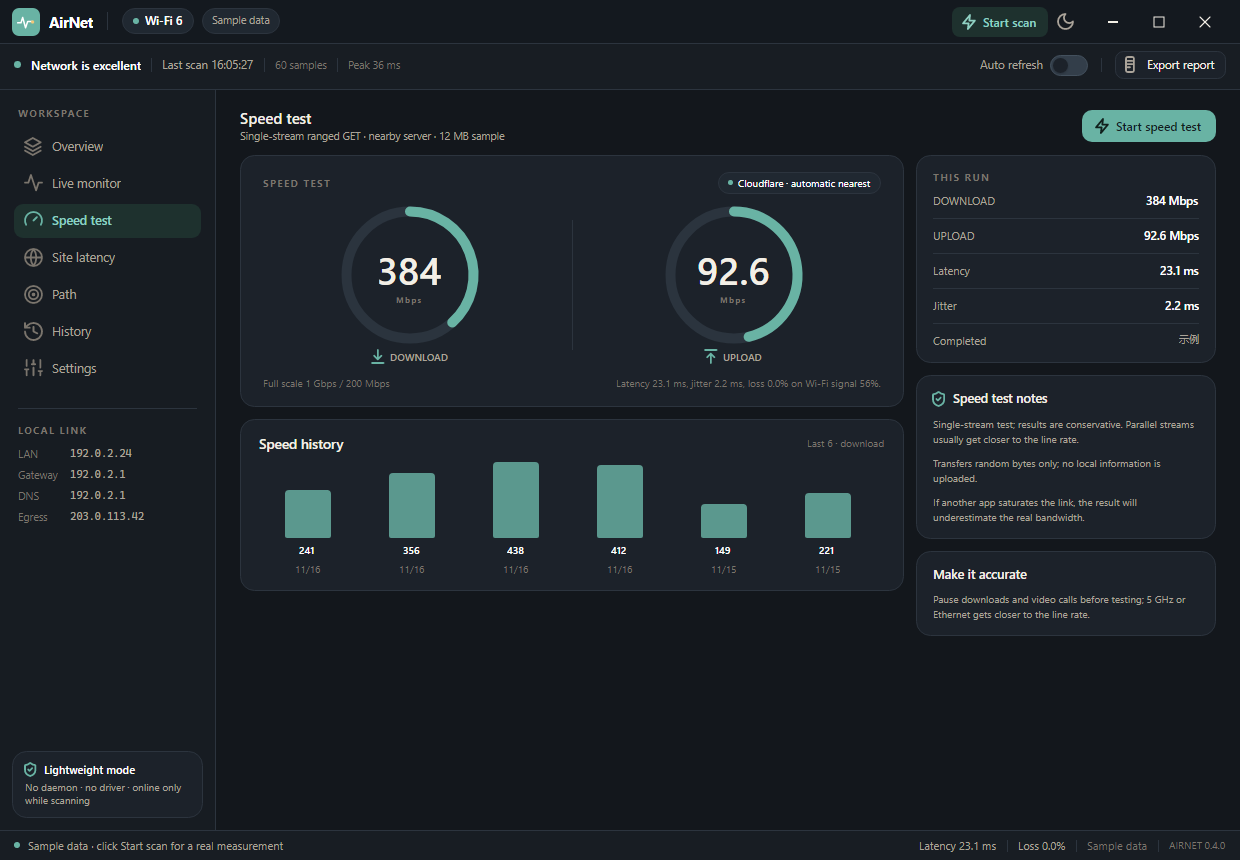 AirNet
Wi-Fi 6
Sample data
Start scan
Network is excellent
Last scan 16:05:27
60 samples
Peak 36 ms
Auto refresh
Export report
WORKSPACE
Overview
Live monitor
Speed test
Site latency
Path
History
Settings
LOCAL LINK
LAN 192.0.2.24
Gateway 192.0.2.1
DNS 192.0.2.1
Egress 203.0.113.42
Lightweight mode
No daemon · no driver · online only
while scanning
Speed test
Single-stream ranged GET · nearby server · 12 MB sample
Start speed test
SPEED TEST
Cloudflare · automatic nearest
384
Mbps
DOWNLOAD
92.6
Mbps
UPLOAD
Full scale 1 Gbps / 200 Mbps
Latency 23.1 ms, jitter 2.2 ms, loss 0.0% on Wi-Fi signal 56%.
Speed history
Last 6 · download
241 356 438 412 149 221
11/16 11/16 11/16 11/16 11/15 11/15
THIS RUN
DOWNLOAD 384 Mbps
UPLOAD 92.6 Mbps
Latency 23.1 ms
Jitter 2.2 ms
Completed 示例
Speed test notes
Single-stream test; results are conservative. Parallel streams
usually get closer to the line rate.
Transfers random bytes only; no local information is
uploaded.
If another app saturates the link, the result will
underestimate the real bandwidth.
Make it accurate
Pause downloads and video calls before testing; 5 GHz or
Ethernet gets closer to the line rate.
Sample data · click Start scan for a real measurement
Latency 23.1 ms
Loss 0.0%
Sample data
AIRNET 0.4.0